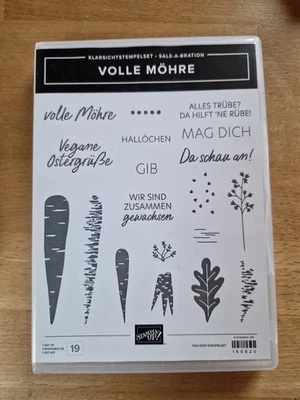 KLARSICHTSTEMPELSET • SALE-A-BRATION
VOLLE MÖHRE
volle Möhre
ALLES TRÜBE?
DA HILFT 'NE RÜBE!
HALLÖCHEN
MAG DICH
Vegane
Ostergrüße
Da schau an!
GIB
WIR SIND
ZUSAMMEN
gewachsen
19
STAMPIN' UP!
160820